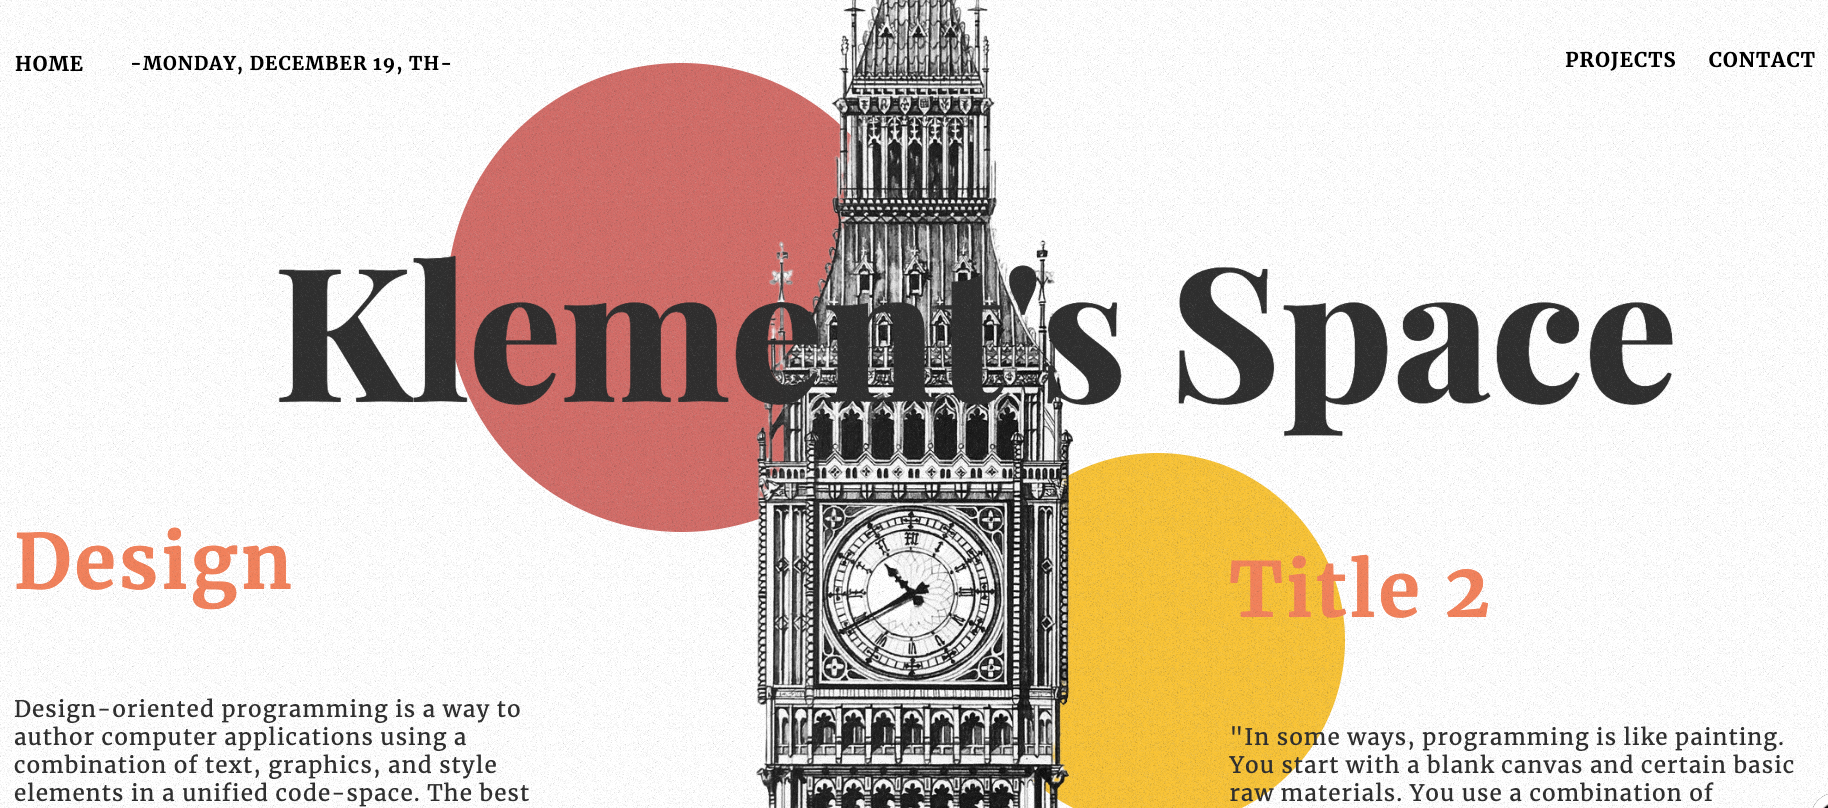 HOME -MONDAY, DECEMBER 19, TH- PROJECTS CONTACT
Klement's Space
Design
Design-oriented programming is a way to
author computer applications using a
combination of text, graphics, and style
elements in a unified code-space. The best
Title 2
"In some ways, programming is like painting.
You start with a blank canvas and certain basic
raw materials. You use a combination of